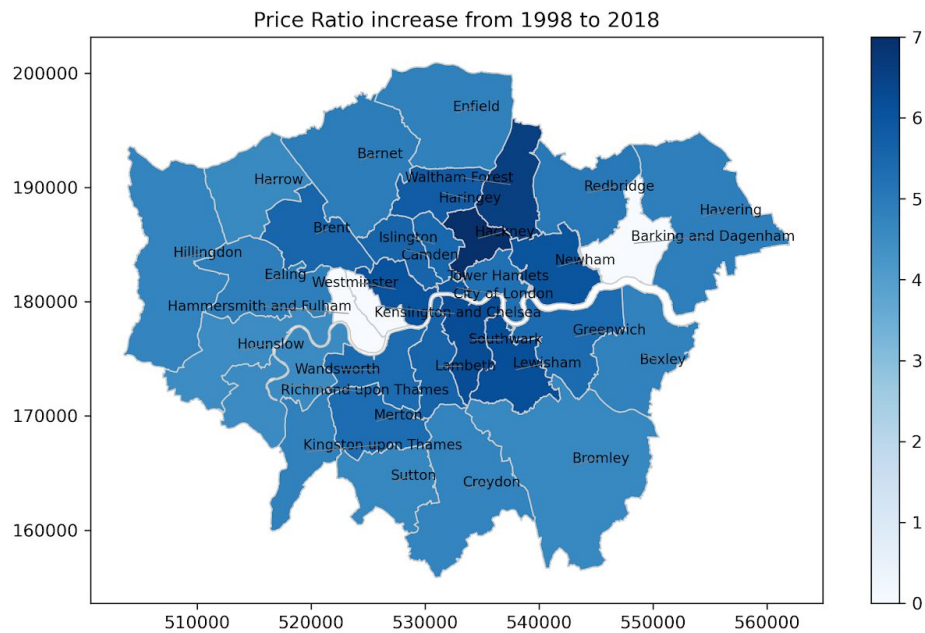 Price Ratio increase from 1998 to 2018
200000
190000
180000
170000
160000
510000
520000
530000
540000
550000
560000
7
6
5
4
3
2
1
0
Enfield
Barnet
Harrow
Waltham Forest
Redbridge
Haringey
Havering
Brent
Hackney
Islington
Barking and Dagenham
Hillingdon
Camden
Newham
Ealing
Tower Hamlets
Westminster
City of London
Hammersmith and Fulham
Kensington and Chelsea
Greenwich
Hounslow
Southwark
Bexley
Wandsworth
Lambeth
Lewisham
Richmond upon Thames
Merton
Kingston upon Thames
Bromley
Sutton
Croydon